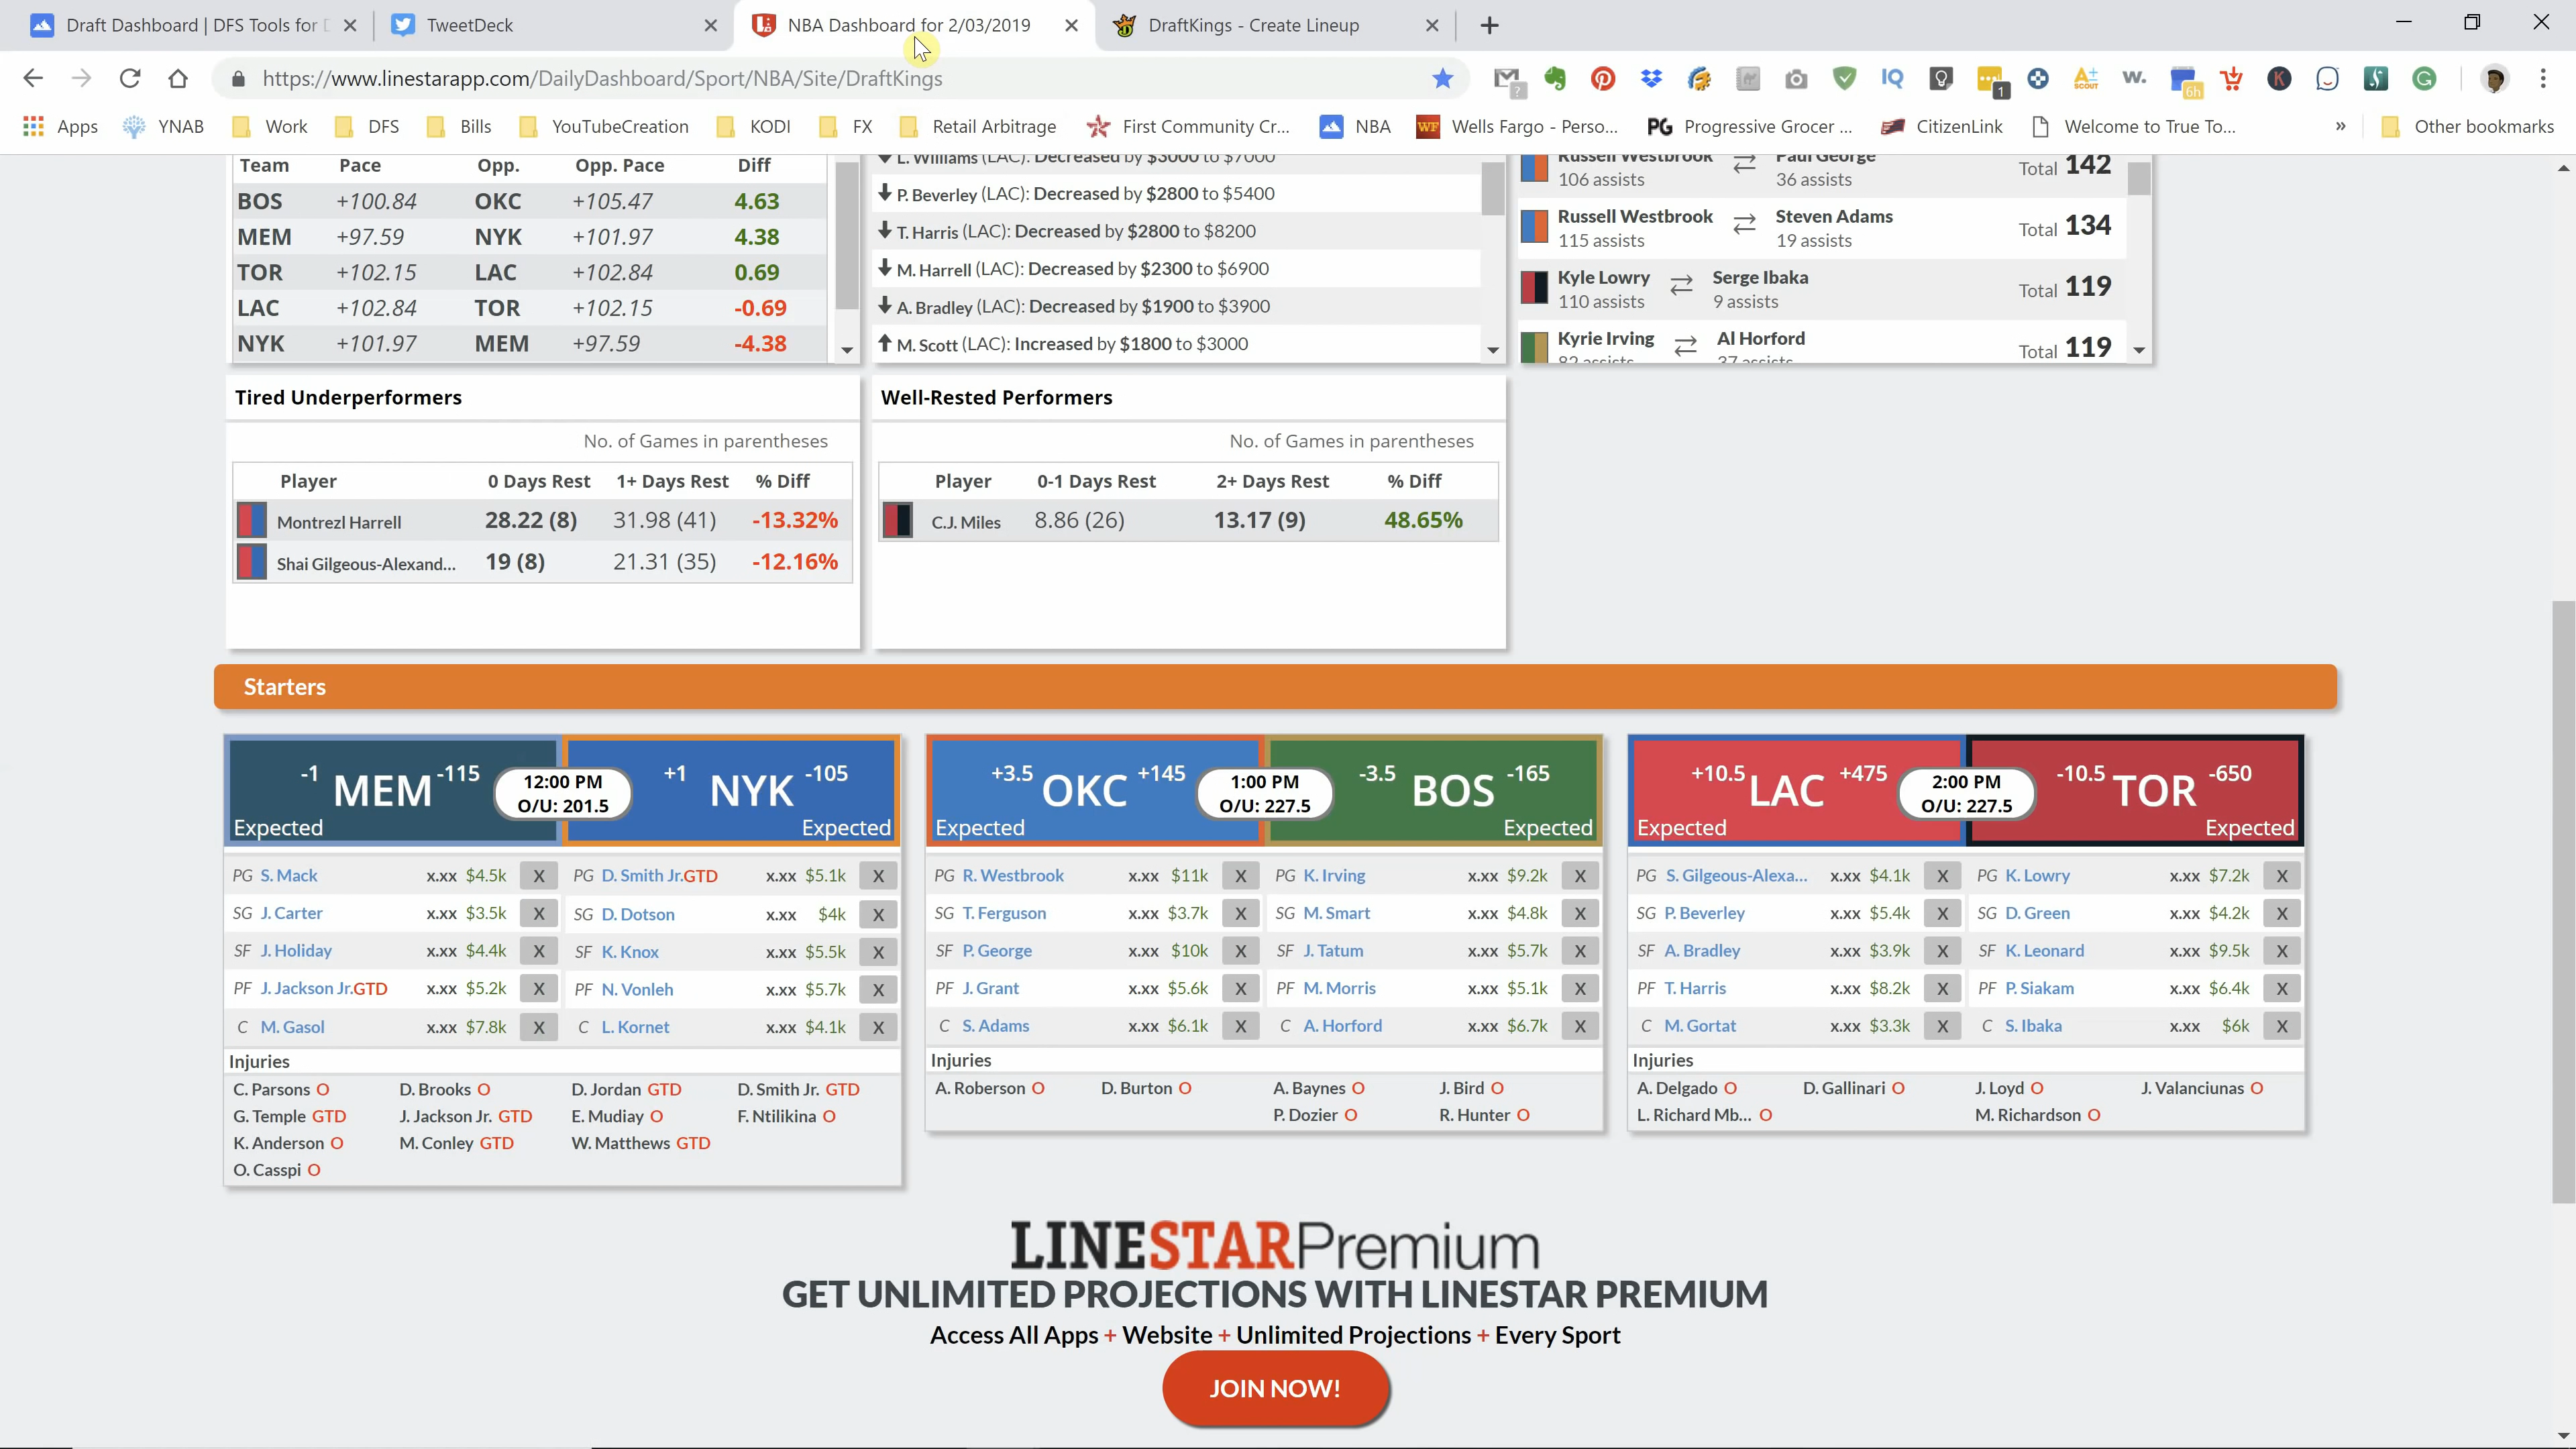 Draft Dashboard | DFS Tools for D
TweetDeck
NBA Dashboard for 2/03/2019
DraftKings - Create Lineup
https://www.linestarapp.com/DailyDashboard/Sport/NBA/Site/DraftKings
Apps YNAB Work DFS Bills YouTubeCreation KODI FX Retail Arbitrage First Community Cr... NBA Wells Fargo - Perso... Progressive Grocer ... CitizenLink Welcome to True To... » Other bookmarks
Team Pace Opp. Opp. Pace Diff
BOS +100.84 OKC +105.47 4.63
MEM +97.59 NYK +101.97 4.38
TOR +102.15 LAC +102.84 0.69
LAC +102.84 TOR +102.15 -0.69
NYK +101.97 MEM +97.59 -4.38
L. Williams (LAC): Decreased by $3000 to $7000
P. Beverley (LAC): Decreased by $2800 to $5400
T. Harris (LAC): Decreased by $2800 to $8200
M. Harrell (LAC): Decreased by $2300 to $6900
A. Bradley (LAC): Decreased by $1900 to $3900
M. Scott (LAC): Increased by $1800 to $3000
Russell Westbrook Paul George Total 142
106 assists 36 assists
Russell Westbrook Steven Adams Total 134
115 assists 19 assists
Kyle Lowry Serge Ibaka Total 119
110 assists 9 assists
Kyrie Irving Al Horford Total 119
82 assists 37 assists
Tired Underperformers
No. of Games in parentheses
Player 0 Days Rest 1+ Days Rest % Diff
Montrezl Harrell 28.22 (8) 31.98 (41) -13.32%
Shai Gilgeous-Alexand... 19 (8) 21.31 (35) -12.16%
Well-Rested Performers
No. of Games in parentheses
Player 0-1 Days Rest 2+ Days Rest % Diff
C.J. Miles 8.86 (26) 13.17 (9) 48.65%
Starters
-1 MEM -115 12:00 PM O/U: 201.5 +1 NYK -105
Expected Expected
PG S. Mack x.xx $4.5k X PG D. Smith Jr.GTD x.xx $5.1k X
SG J. Carter x.xx $3.5k X SG D. Dotson x.xx $4k X
SF J. Holiday x.xx $4.4k X SF K. Knox x.xx $5.5k X
PF J. Jackson Jr.GTD x.xx $5.2k X PF N. Vonleh x.xx $5.7k X
C M. Gasol x.xx $7.8k X C L. Kornet x.xx $4.1k X
Injuries
C. Parsons O D. Brooks O D. Jordan GTD D. Smith Jr. GTD
G. Temple GTD J. Jackson Jr. GTD E. Mudiay O F. Ntilikina O
K. Anderson O M. Conley GTD W. Matthews GTD
O. Casspi O
+3.5 OKC +145 1:00 PM O/U: 227.5 -3.5 BOS -165
Expected Expected
PG R. Westbrook x.xx $11k X PG K. Irving x.xx $9.2k X
SG T. Ferguson x.xx $3.7k X SG M. Smart x.xx $4.8k X
SF P. George x.xx $10k X SF J. Tatum x.xx $5.7k X
PF J. Grant x.xx $5.6k X PF M. Morris x.xx $5.1k X
C S. Adams x.xx $6.1k X C A. Horford x.xx $6.7k X
Injuries
A. Roberson O D. Burton O A. Baynes O J. Bird O
P. Dozier O R. Hunter O
+10.5 LAC +475 2:00 PM O/U: 227.5 -10.5 TOR -650
Expected Expected
PG S. Gilgeous-Alexa... x.xx $4.1k X PG K. Lowry x.xx $7.2k X
SG P. Beverley x.xx $5.4k X SG D. Green x.xx $4.2k X
SF A. Bradley x.xx $3.9k X SF K. Leonard x.xx $9.5k X
PF T. Harris x.xx $8.2k X PF P. Siakam x.xx $6.4k X
C M. Gortat x.xx $3.3k X C S. Ibaka x.xx $6k X
Injuries
A. Delgado O D. Gallinari O J. Loyd O J. Valanciunas O
L. Richard Mb... O M. Richardson O
LINESTARPremium
GET UNLIMITED PROJECTIONS WITH LINESTAR PREMIUM
Access All Apps + Website + Unlimited Projections + Every Sport
JOIN NOW!